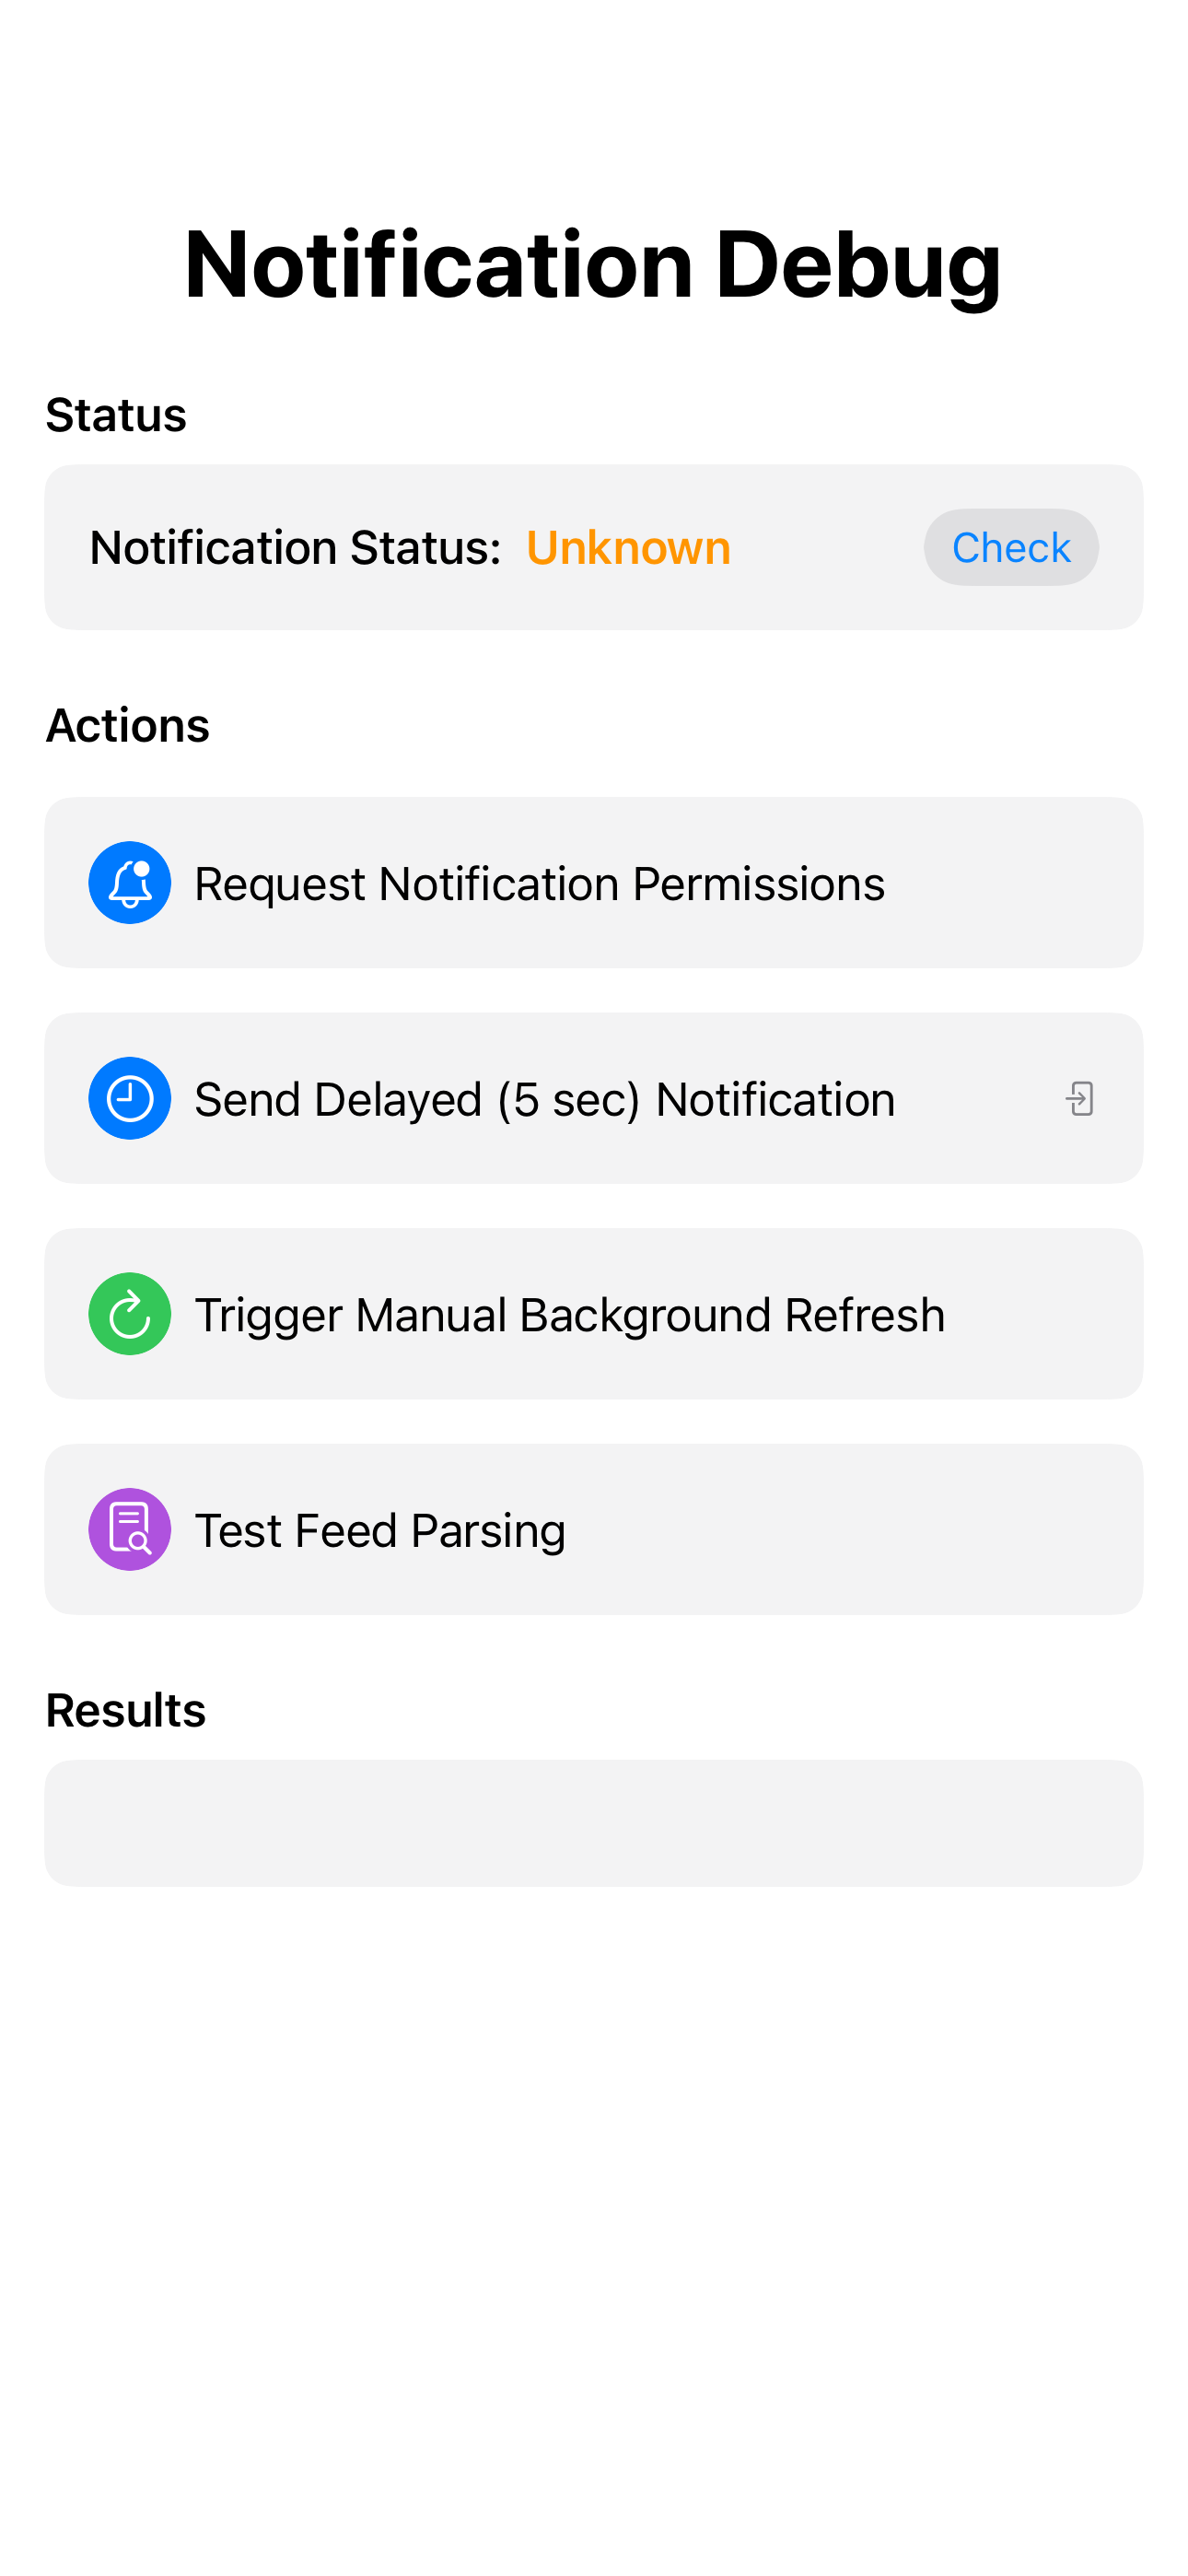 Notification Debug
Status
Notification Status: Unknown Check
Actions
Request Notification Permissions
Send Delayed (5 sec) Notification
Trigger Manual Background Refresh
Test Feed Parsing
Results